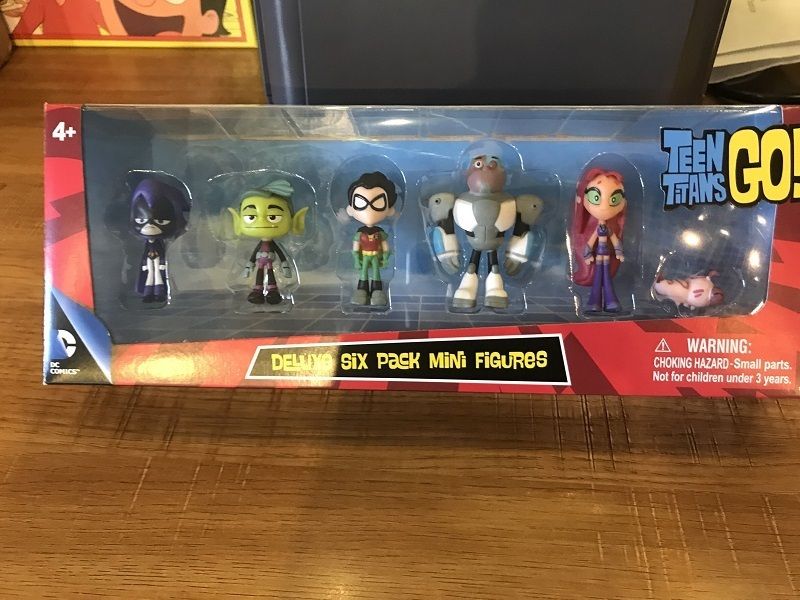 4+
TEEN
TITANS
GO!
DC
COMICS™
DELUXE SIX PACK MINI FIGURES
⚠ WARNING:
CHOKING HAZARD-Small parts.
Not for children under 3 years.